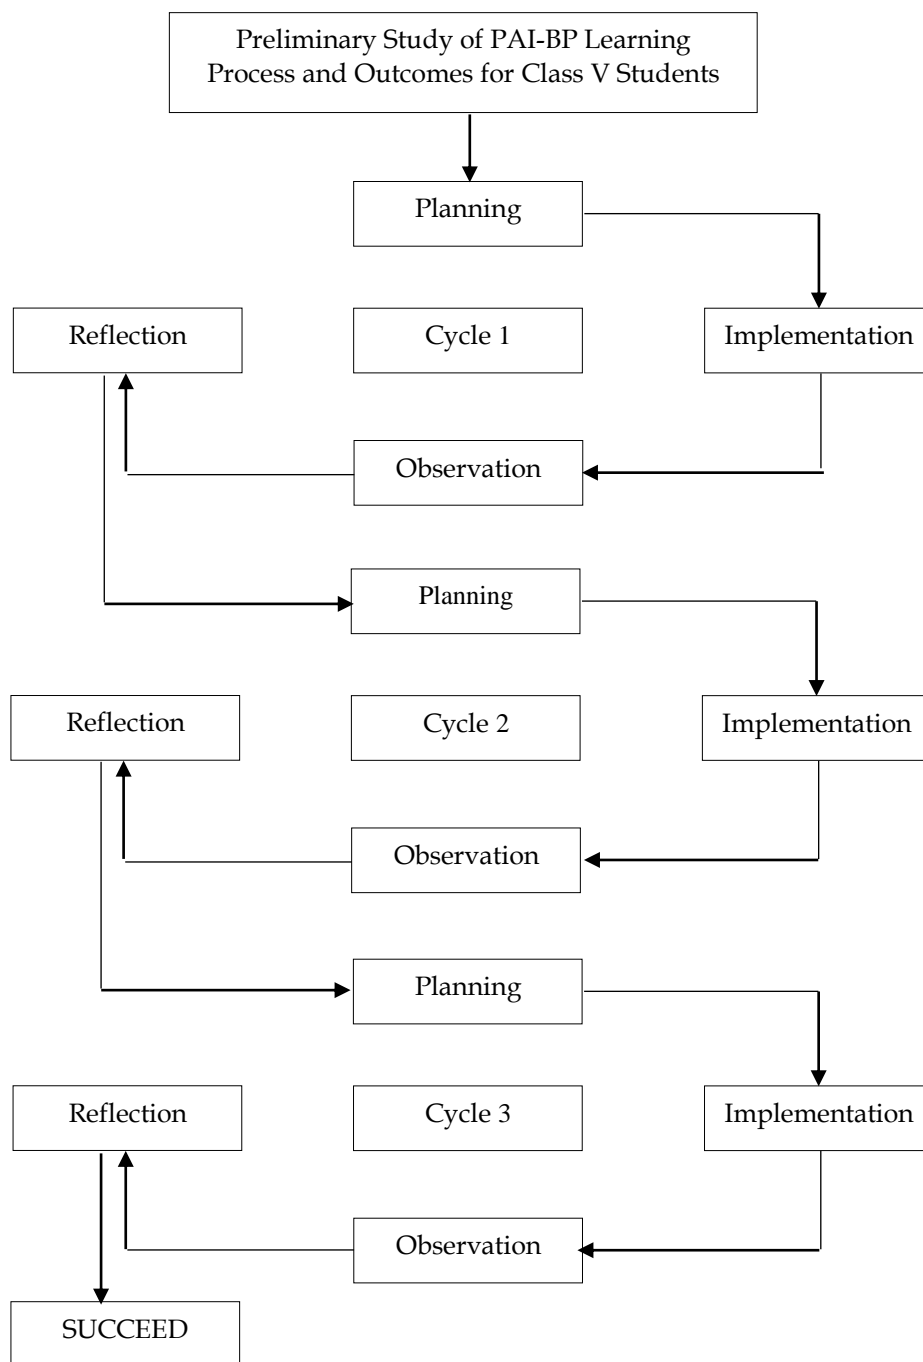 Preliminary Study of PAI-BP Learning
Process and Outcomes for Class V Students
Planning
Reflection
Cycle 1
Implementation
Observation
Planning
Reflection
Cycle 2
Implementation
Observation
Planning
Reflection
Cycle 3
Implementation
Observation
SUCCEED